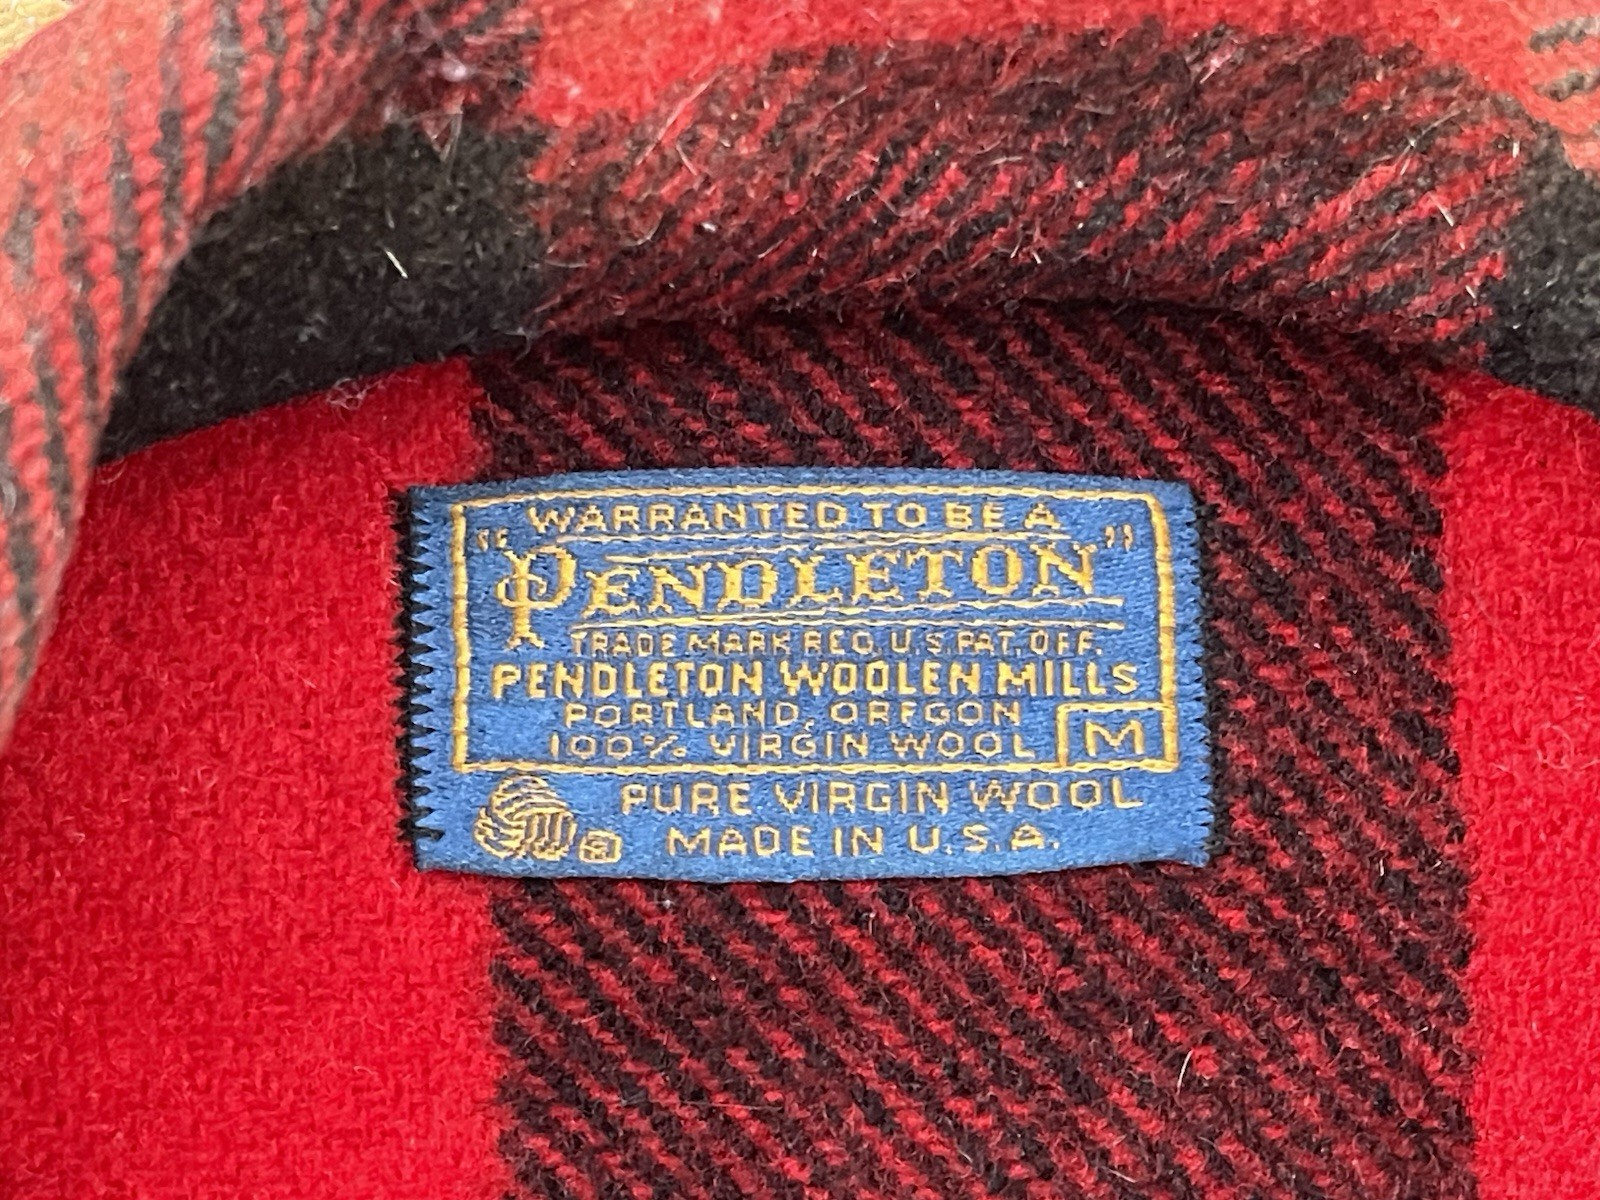 WARRANTED TO BE A
"PENDLETON"
TRADE MARK REG. U.S. PAT. OFF.
PENDLETON WOOLEN MILLS
PORTLAND, OREGON
100% VIRGIN WOOL M
PURE VIRGIN WOOL
R MADE IN U.S.A.